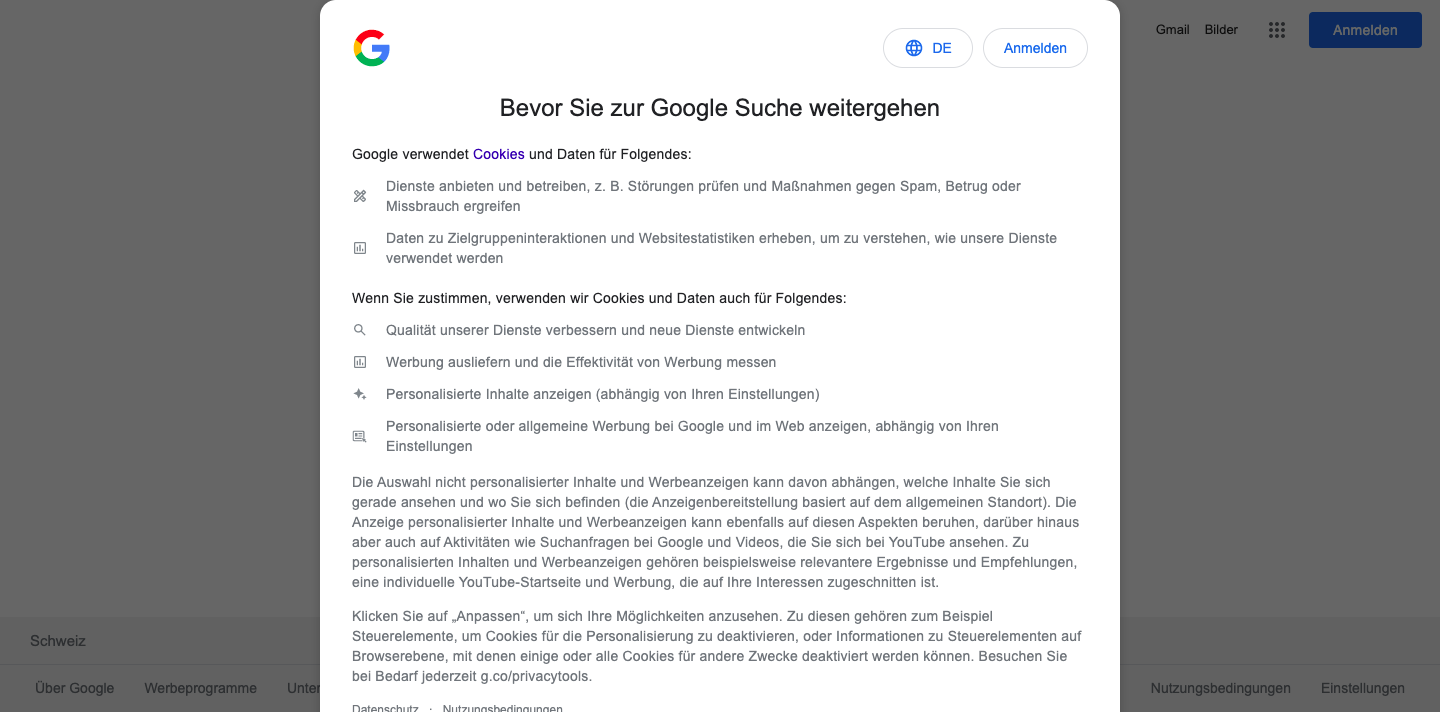 Gmail Bilder Anmelden
DE Anmelden
Bevor Sie zur Google Suche weitergehen
Google verwendet Cookies und Daten für Folgendes:
Dienste anbieten und betreiben, z. B. Störungen prüfen und Maßnahmen gegen Spam, Betrug oder
Missbrauch ergreifen
Daten zu Zielgruppeninteraktionen und Websitestatistiken erheben, um zu verstehen, wie unsere Dienste
verwendet werden
Wenn Sie zustimmen, verwenden wir Cookies und Daten auch für Folgendes:
Qualität unserer Dienste verbessern und neue Dienste entwickeln
Werbung ausliefern und die Effektivität von Werbung messen
Personalisierte Inhalte anzeigen (abhängig von Ihren Einstellungen)
Personalisierte oder allgemeine Werbung bei Google und im Web anzeigen, abhängig von Ihren
Einstellungen
Die Auswahl nicht personalisierter Inhalte und Werbeanzeigen kann davon abhängen, welche Inhalte Sie sich
gerade ansehen und wo Sie sich befinden (die Anzeigenbereitstellung basiert auf dem allgemeinen Standort). Die
Anzeige personalisierter Inhalte und Werbeanzeigen kann ebenfalls auf diesen Aspekten beruhen, darüber hinaus
aber auch auf Aktivitäten wie Suchanfragen bei Google und Videos, die Sie sich bei YouTube ansehen. Zu
personalisierten Inhalten und Werbeanzeigen gehören beispielsweise relevantere Ergebnisse und Empfehlungen,
eine individuelle YouTube-Startseite und Werbung, die auf Ihre Interessen zugeschnitten ist.
Klicken Sie auf „Anpassen“, um sich Ihre Möglichkeiten anzusehen. Zu diesen gehören zum Beispiel
Steuerelemente, um Cookies für die Personalisierung zu deaktivieren, oder Informationen zu Steuerelementen auf
Browserebene, mit denen einige oder alle Cookies für andere Zwecke deaktiviert werden können. Besuchen Sie
bei Bedarf jederzeit g.co/privacytools.
Datenschutz · Nutzungsbedingungen
Schweiz
Über Google Werbeprogramme Unter
Nutzungsbedingungen Einstellungen